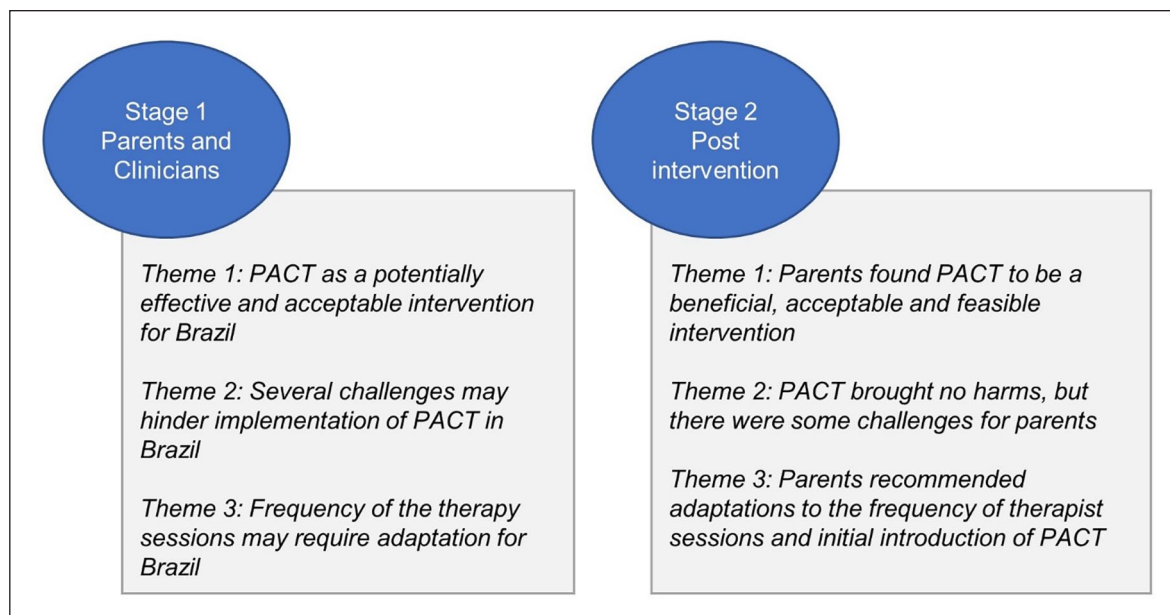 Stage 1
Parents and
Clinicians
Theme 1: PACT as a potentially
effective and acceptable intervention
for Brazil
Theme 2: Several challenges may
hinder implementation of PACT in
Brazil
Theme 3: Frequency of the therapy
sessions may require adaptation for
Brazil
Stage 2
Post
intervention
Theme 1: Parents found PACT to be a
beneficial, acceptable and feasible
intervention
Theme 2: PACT brought no harms, but
there were some challenges for parents
Theme 3: Parents recommended
adaptations to the frequency of therapist
sessions and initial introduction of PACT